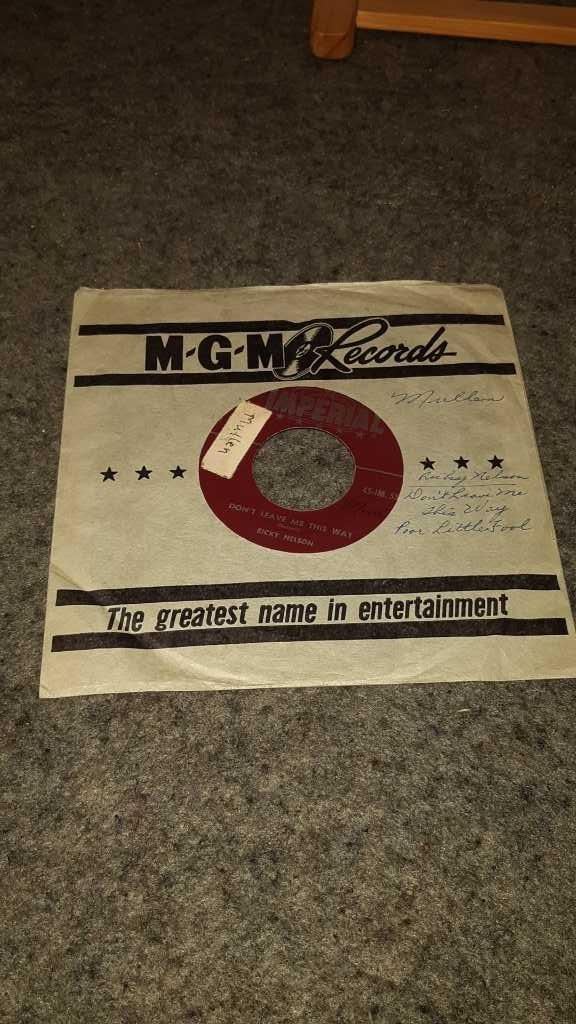 M-G-M Records
IMPERIAL
Mullen
Mullen
Ricky Nelson
Don't Leave Me
This Way
Poor Little Fool
DON'T LEAVE ME THIS WAY
RICKY NELSON
The greatest name in entertainment